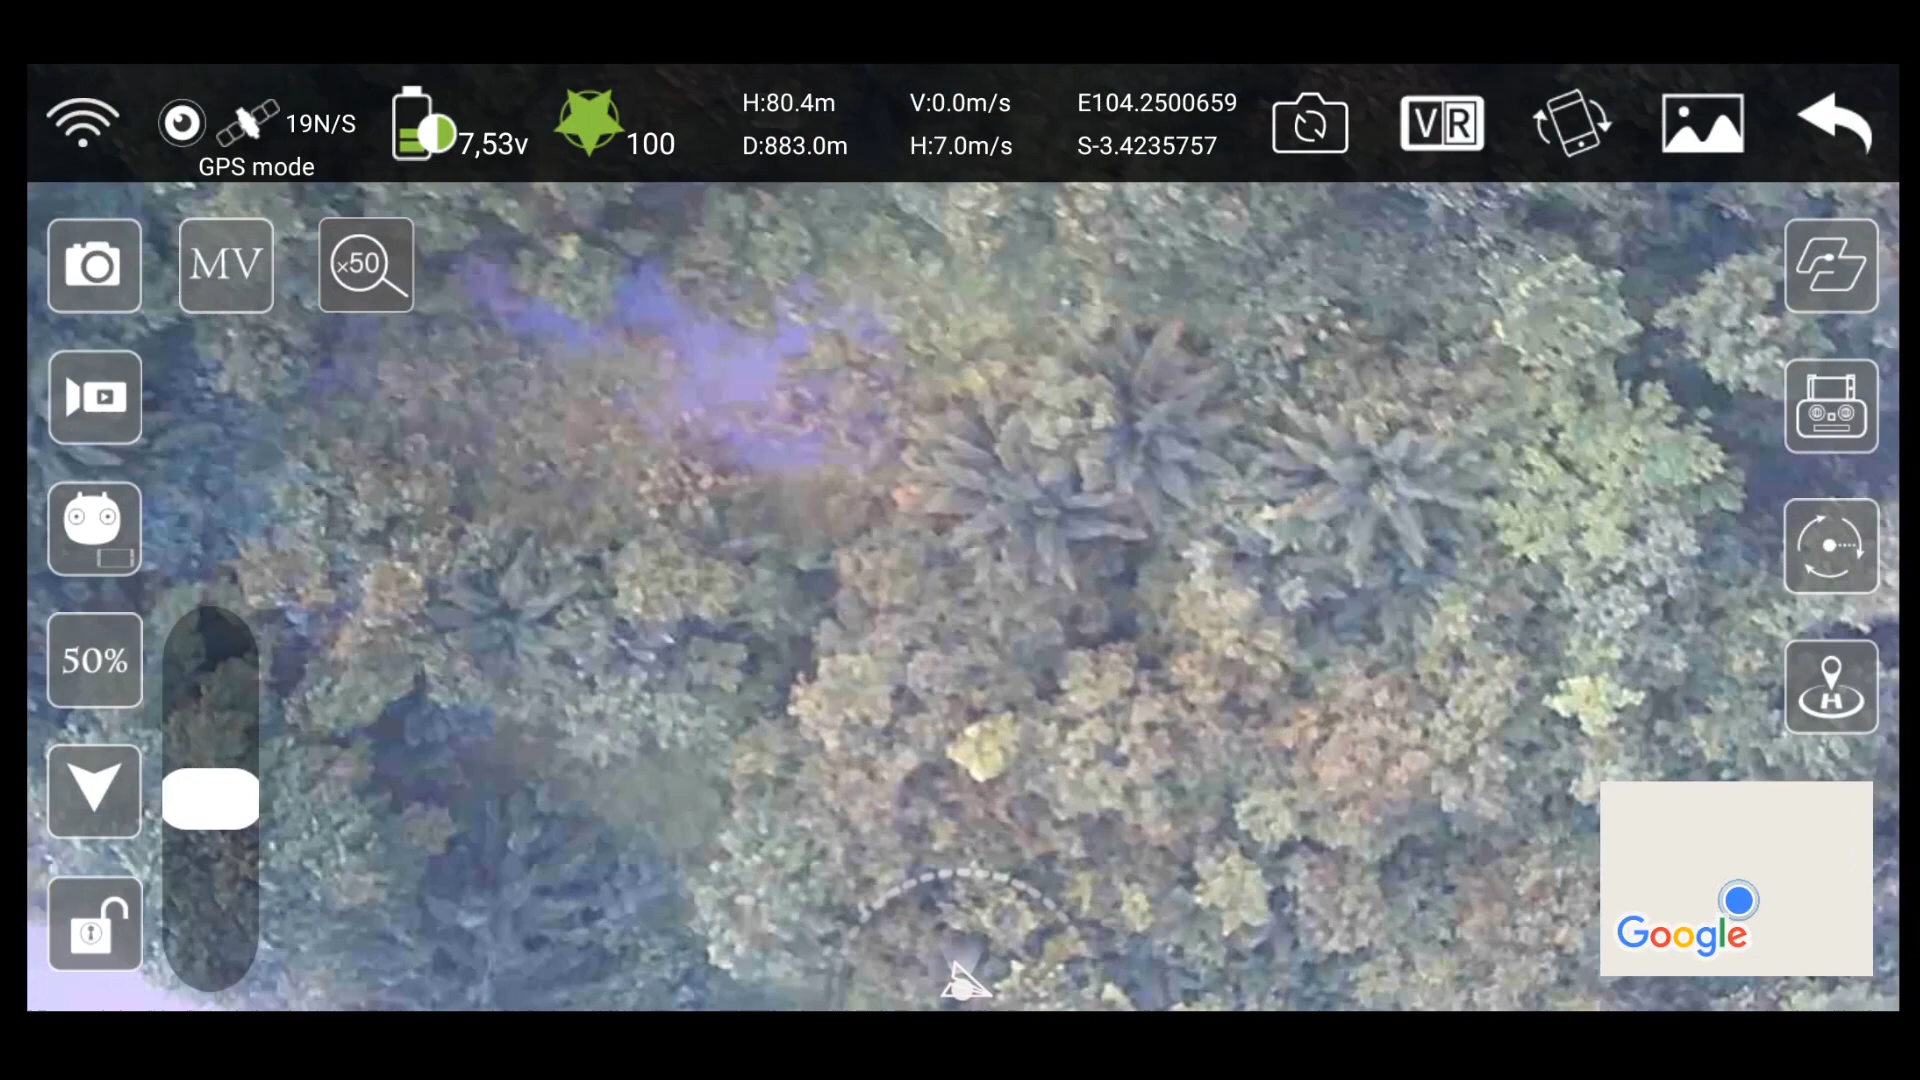 19N/S
GPS mode
7,53v
100
H:80.4m
D:883.0m
V:0.0m/s
H:7.0m/s
E104.2500659
S-3.4235757
VR
MV
×50
50%
H
Google